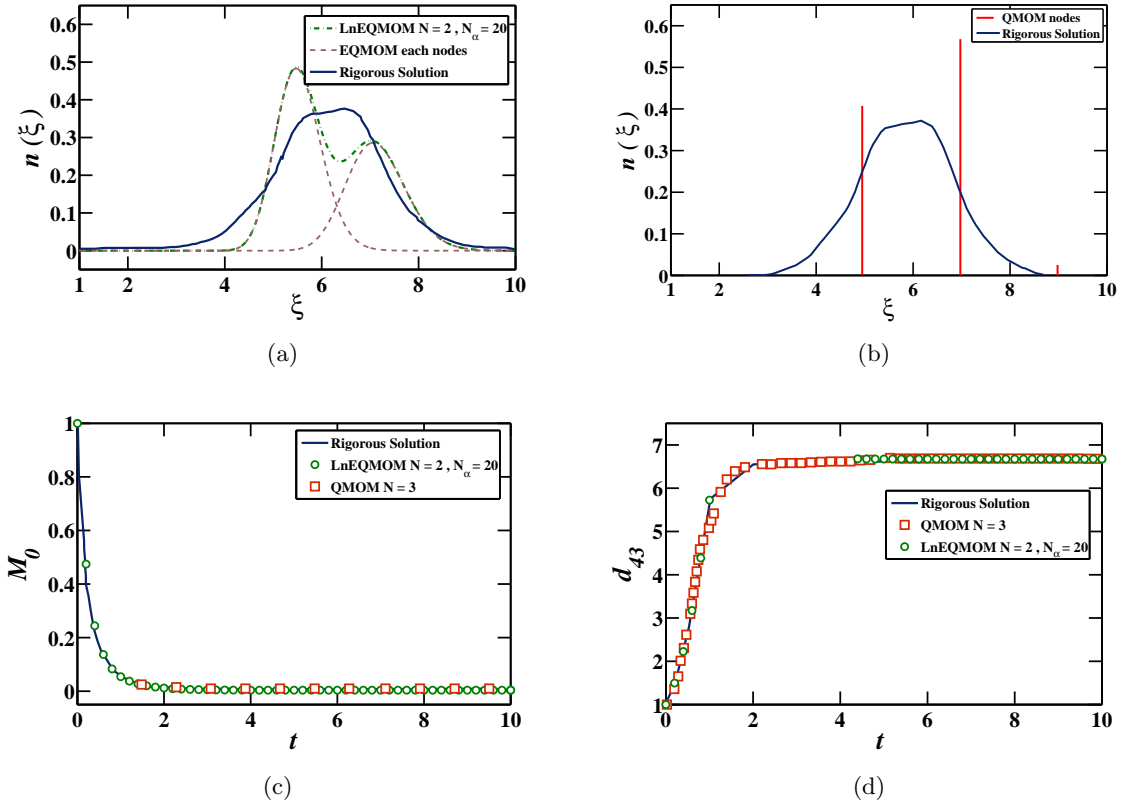 0.6
0.5
0.4
0.3
0.2
0.1
0
n (ξ)
1 2 4 6 8 10
ξ
LnEQMOM N = 2 , Nα = 20
EQMOM each nodes
Rigorous Solution
(a)
0.6
0.5
0.4
0.3
0.2
0.1
0
n (ξ)
1 2 4 6 8 10
ξ
QMOM nodes
Rigorous Solution
(b)
1
0.8
0.6
0.4
0.2
0
M0
0 2 4 6 8 10
t
Rigorous Solution
LnEQMOM N = 2 , Nα = 20
QMOM N = 3
(c)
7
6
5
4
3
2
1
d43
0 2 4 6 8 10
t
Rigorous Solution
QMOM N = 3
LnEQMOM N = 2 , Nα = 20
(d)